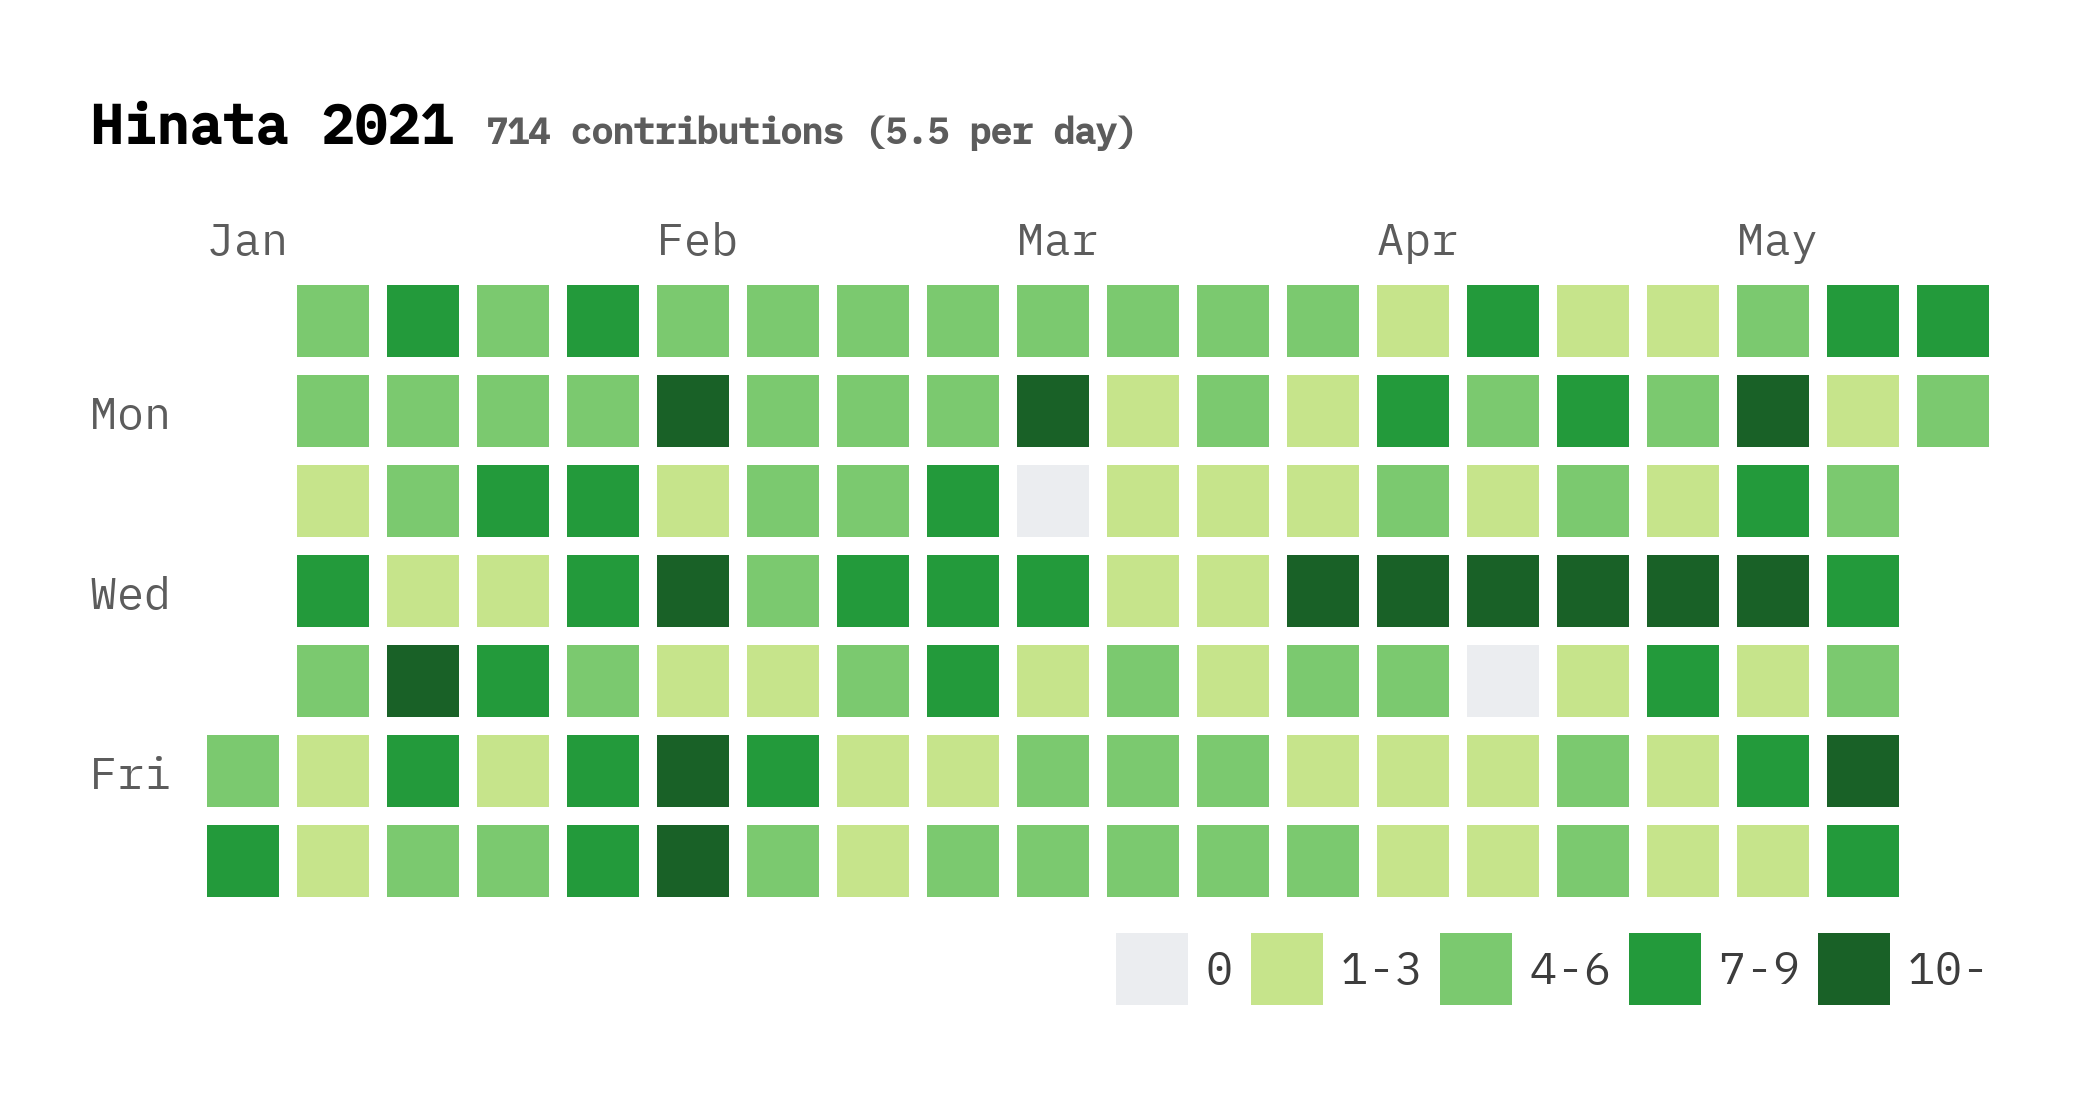 Hinata 2021 714 contributions (5.5 per day)
Jan Feb Mar Apr May
Mon
Wed
Fri
0 1-3 4-6 7-9 10-